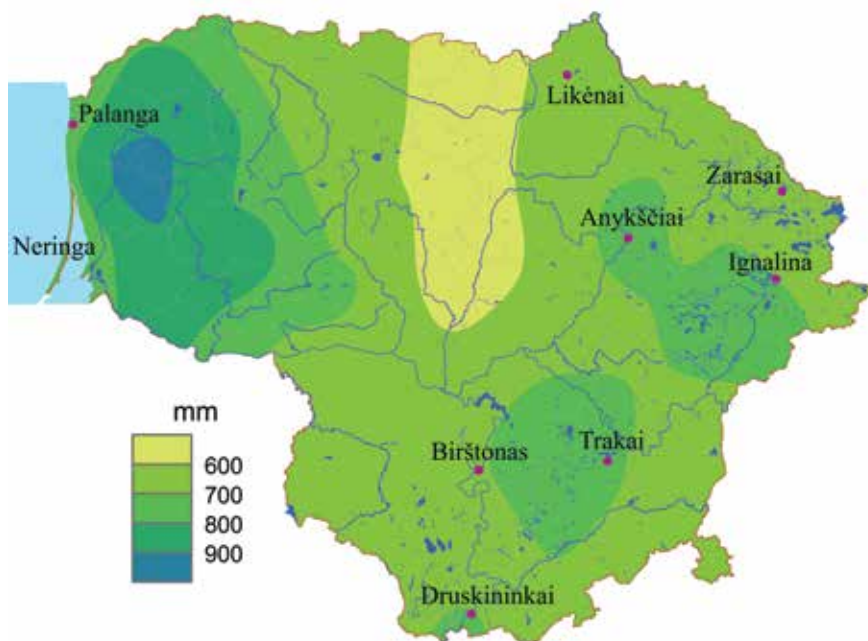 Likėnai
Palanga
Zarasai
Anykščiai
Neringa
Ignalina
mm
600
700
800
900
Birštonas
Trakai
Druskininkai